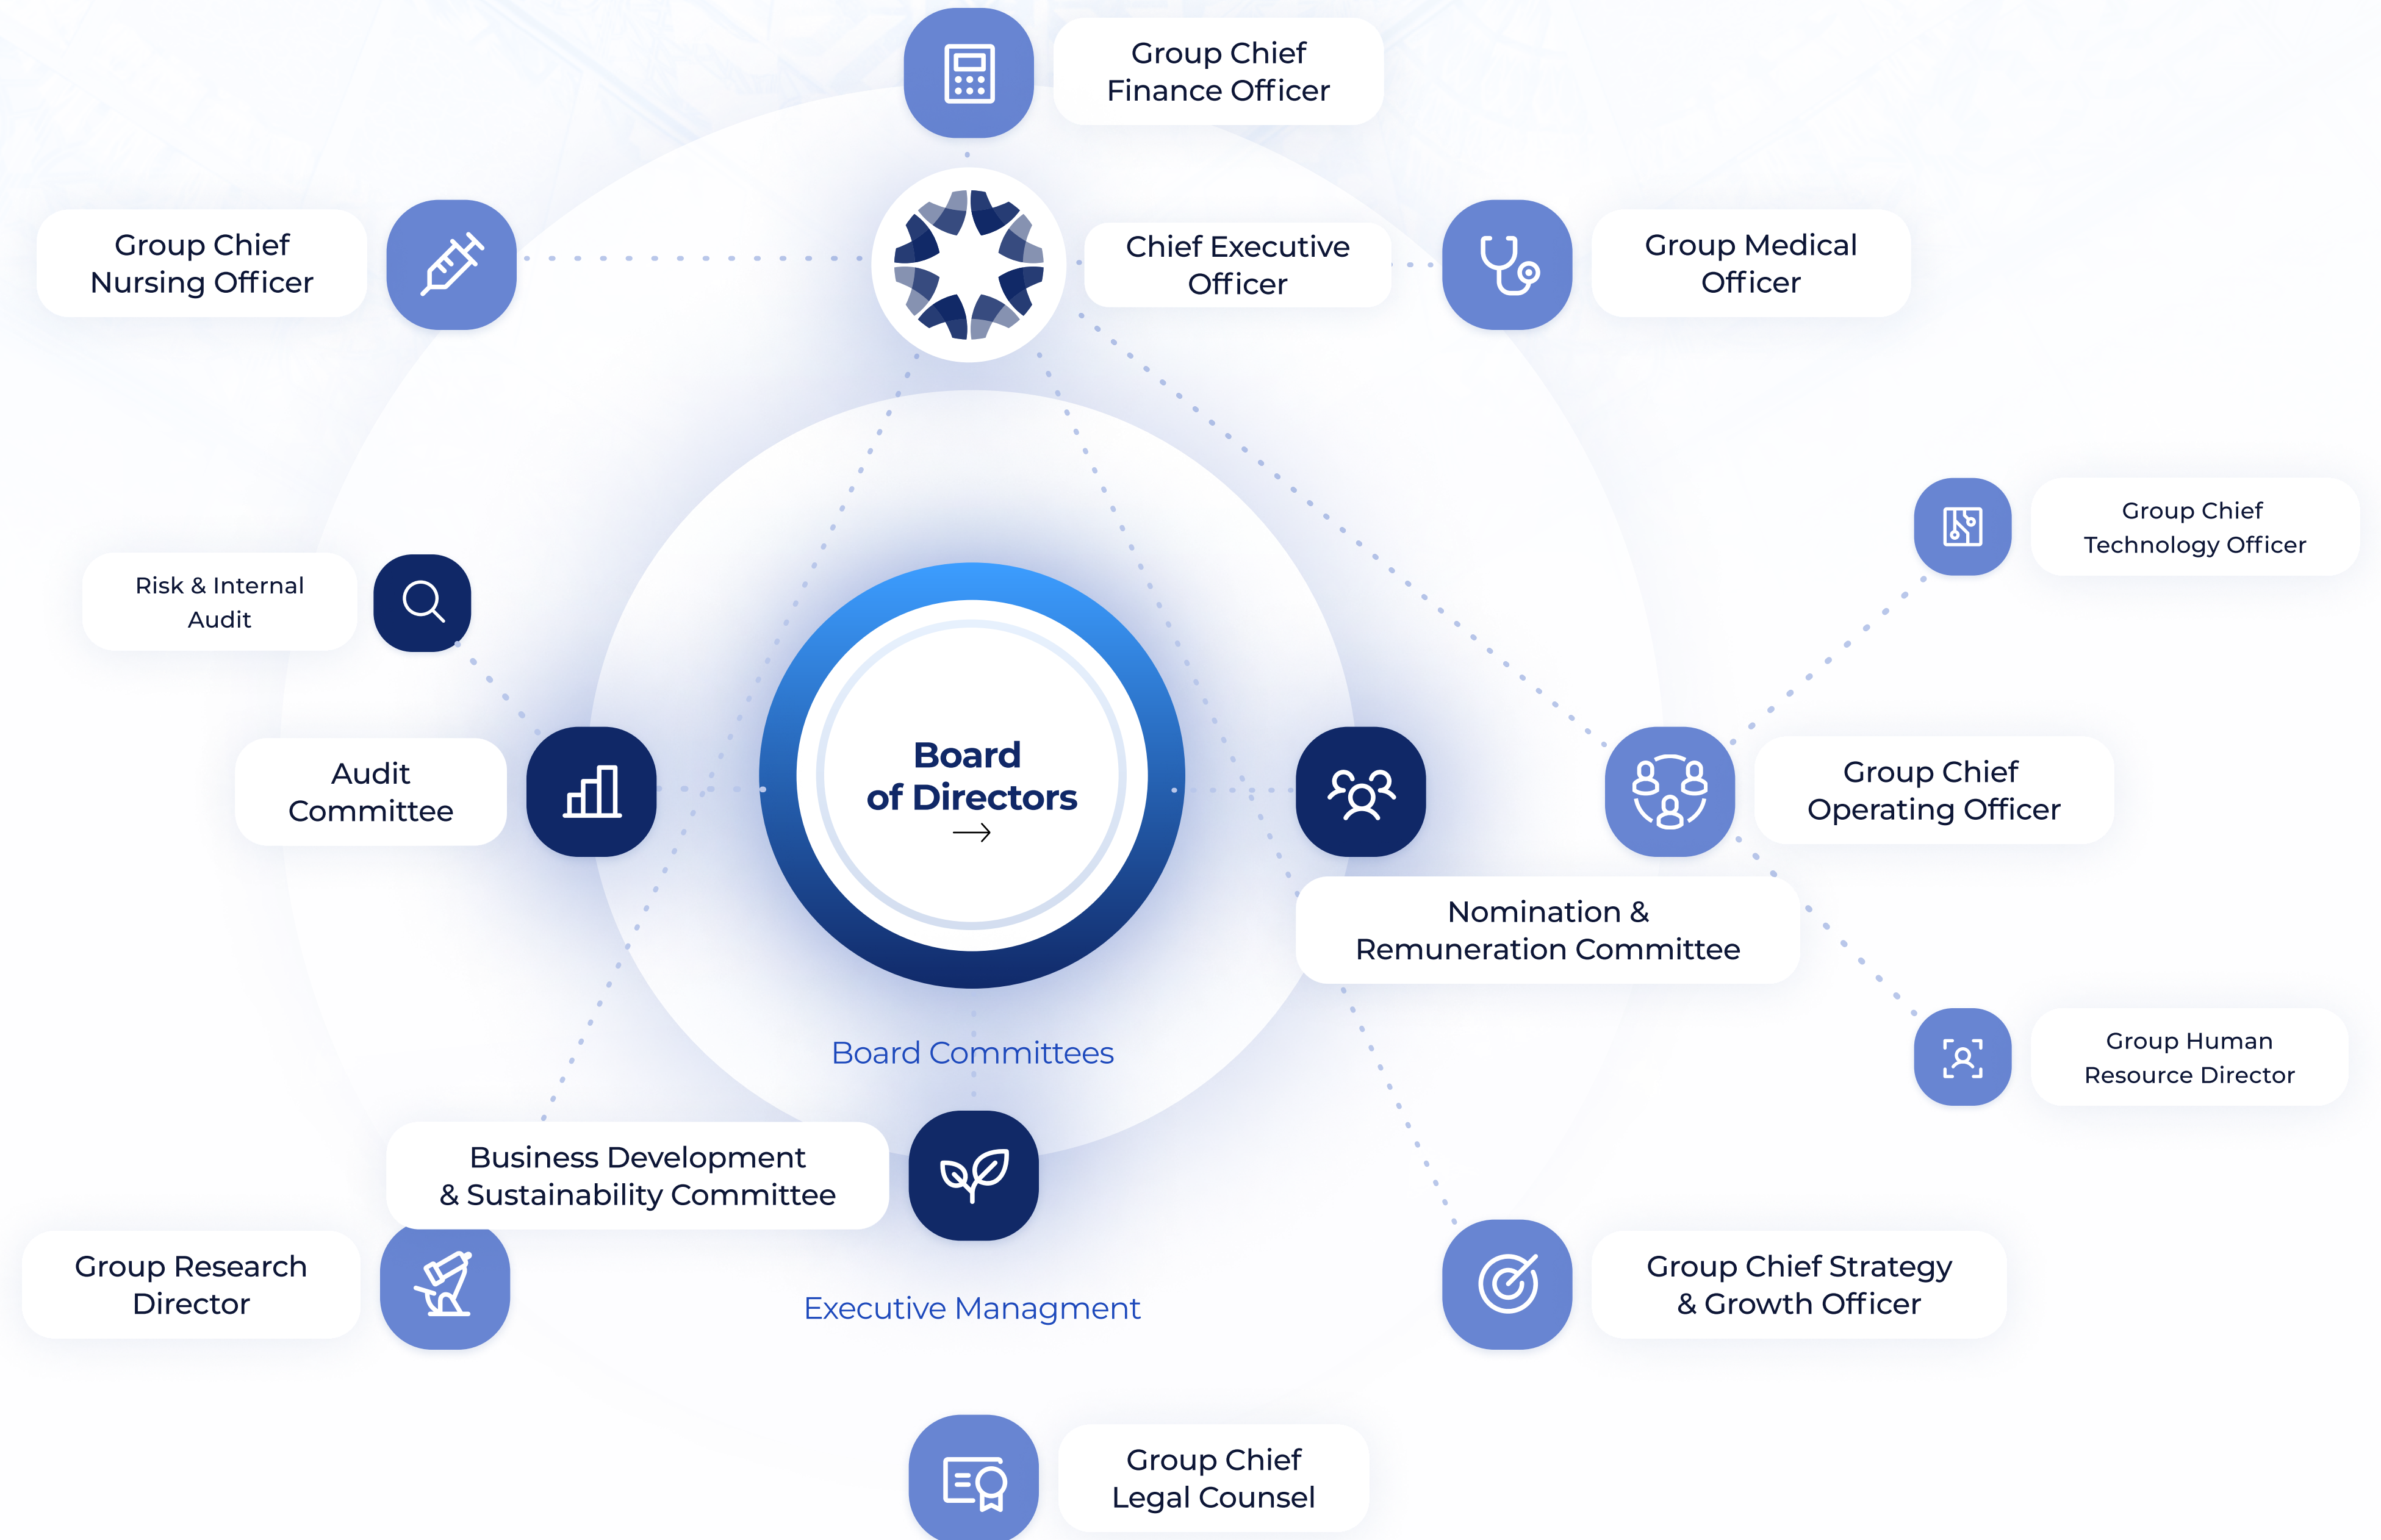 Group Chief
Finance Officer
Group Chief
Nursing Officer
Chief Executive
Officer
Group Medical
Officer
Group Chief
Technology Officer
Risk & Internal
Audit
Audit
Committee
Board
of Directors
Group Chief
Operating Officer
Nomination &
Remuneration Committee
Board Committees
Group Human
Resource Director
Business Development
& Sustainability Committee
Group Research
Director
Executive Managment
Group Chief Strategy
& Growth Officer
Group Chief
Legal Counsel